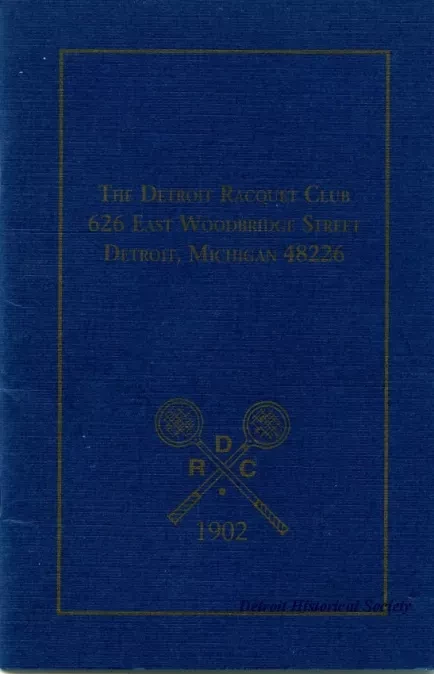 The Detroit Racquet Club
626 East Woodbridge Street
Detroit, Michigan 48226
D
R C
1902
Detroit Historical Society